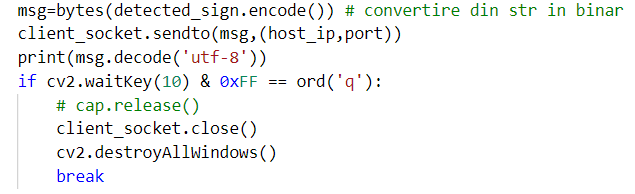 msg=bytes(detected_sign.encode()) # convertire din str in binar
client_socket.sendto(msg,(host_ip,port))
print(msg.decode('utf-8'))
if cv2.waitKey(10) & 0xFF == ord('q'):
    # cap.release()
    client_socket.close()
    cv2.destroyAllWindows()
    break